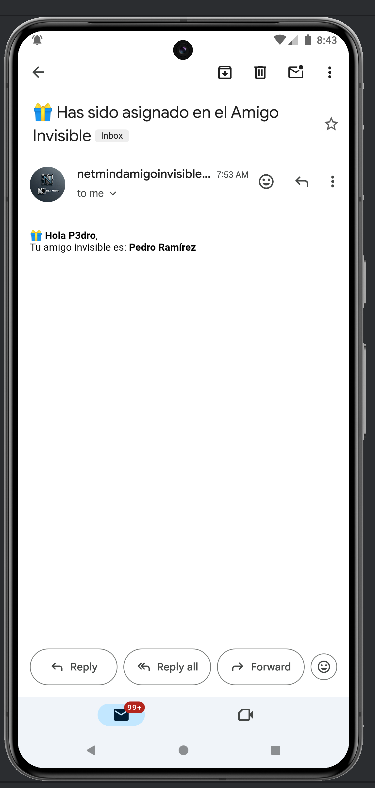 8:43
🎁 Has sido asignado en el Amigo
Invisible Inbox
netmindamigoinvisible... 7:53 AM
to me
🎁 Hola P3dro,
Tu amigo invisible es: Pedro Ramírez
Reply Reply all Forward
99+